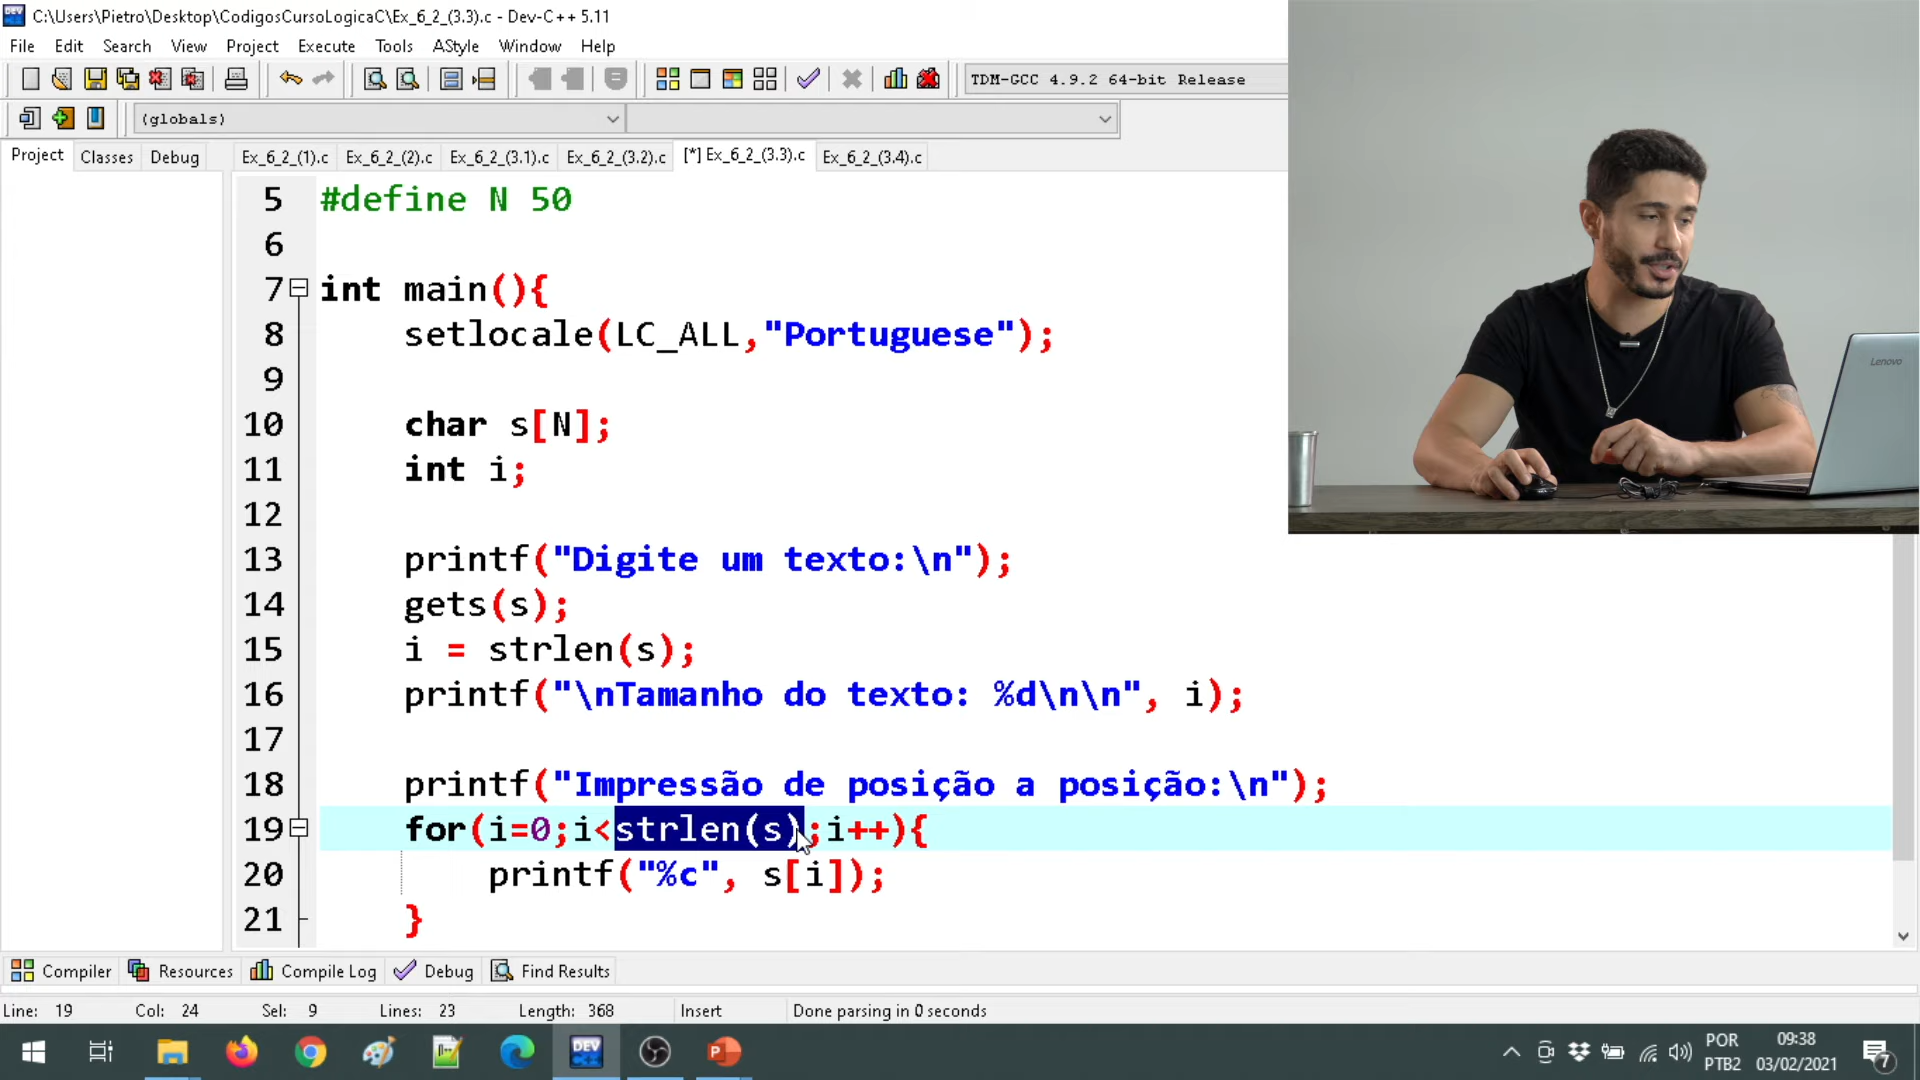 C:\Users\Pietro\Desktop\CodigosCursoLogicaC\Ex_6_2_(3.3).c - Dev-C++ 5.11
File Edit Search View Project Execute Tools AStyle Window Help
TDM-GCC 4.9.2 64-bit Release
(globals)
Project Classes Debug Ex_6_2_(1).c Ex_6_2_(2).c Ex_6_2_(3.1).c Ex_6_2_(3.2).c [*] Ex_6_2_(3.3).c Ex_6_2_(3.4).c
5 #define N 50
6
7 int main(){
8 setlocale(LC_ALL,"Portuguese");
9
10 char s[N];
11 int i;
12
13 printf("Digite um texto:\n");
14 gets(s);
15 i = strlen(s);
16 printf("\nTamanho do texto: %d\n\n", i);
17
18 printf("Impressão de posição a posição:\n");
19 for(i=0;i<strlen(s);i++){
20 printf("%c", s[i]);
21 }
Lenovo
Compiler Resources Compile Log Debug Find Results
Line: 19 Col: 24 Sel: 9 Lines: 23 Length: 368 Insert Done parsing in 0 seconds
DEV
P
POR 09:38
PTB2 03/02/2021
7